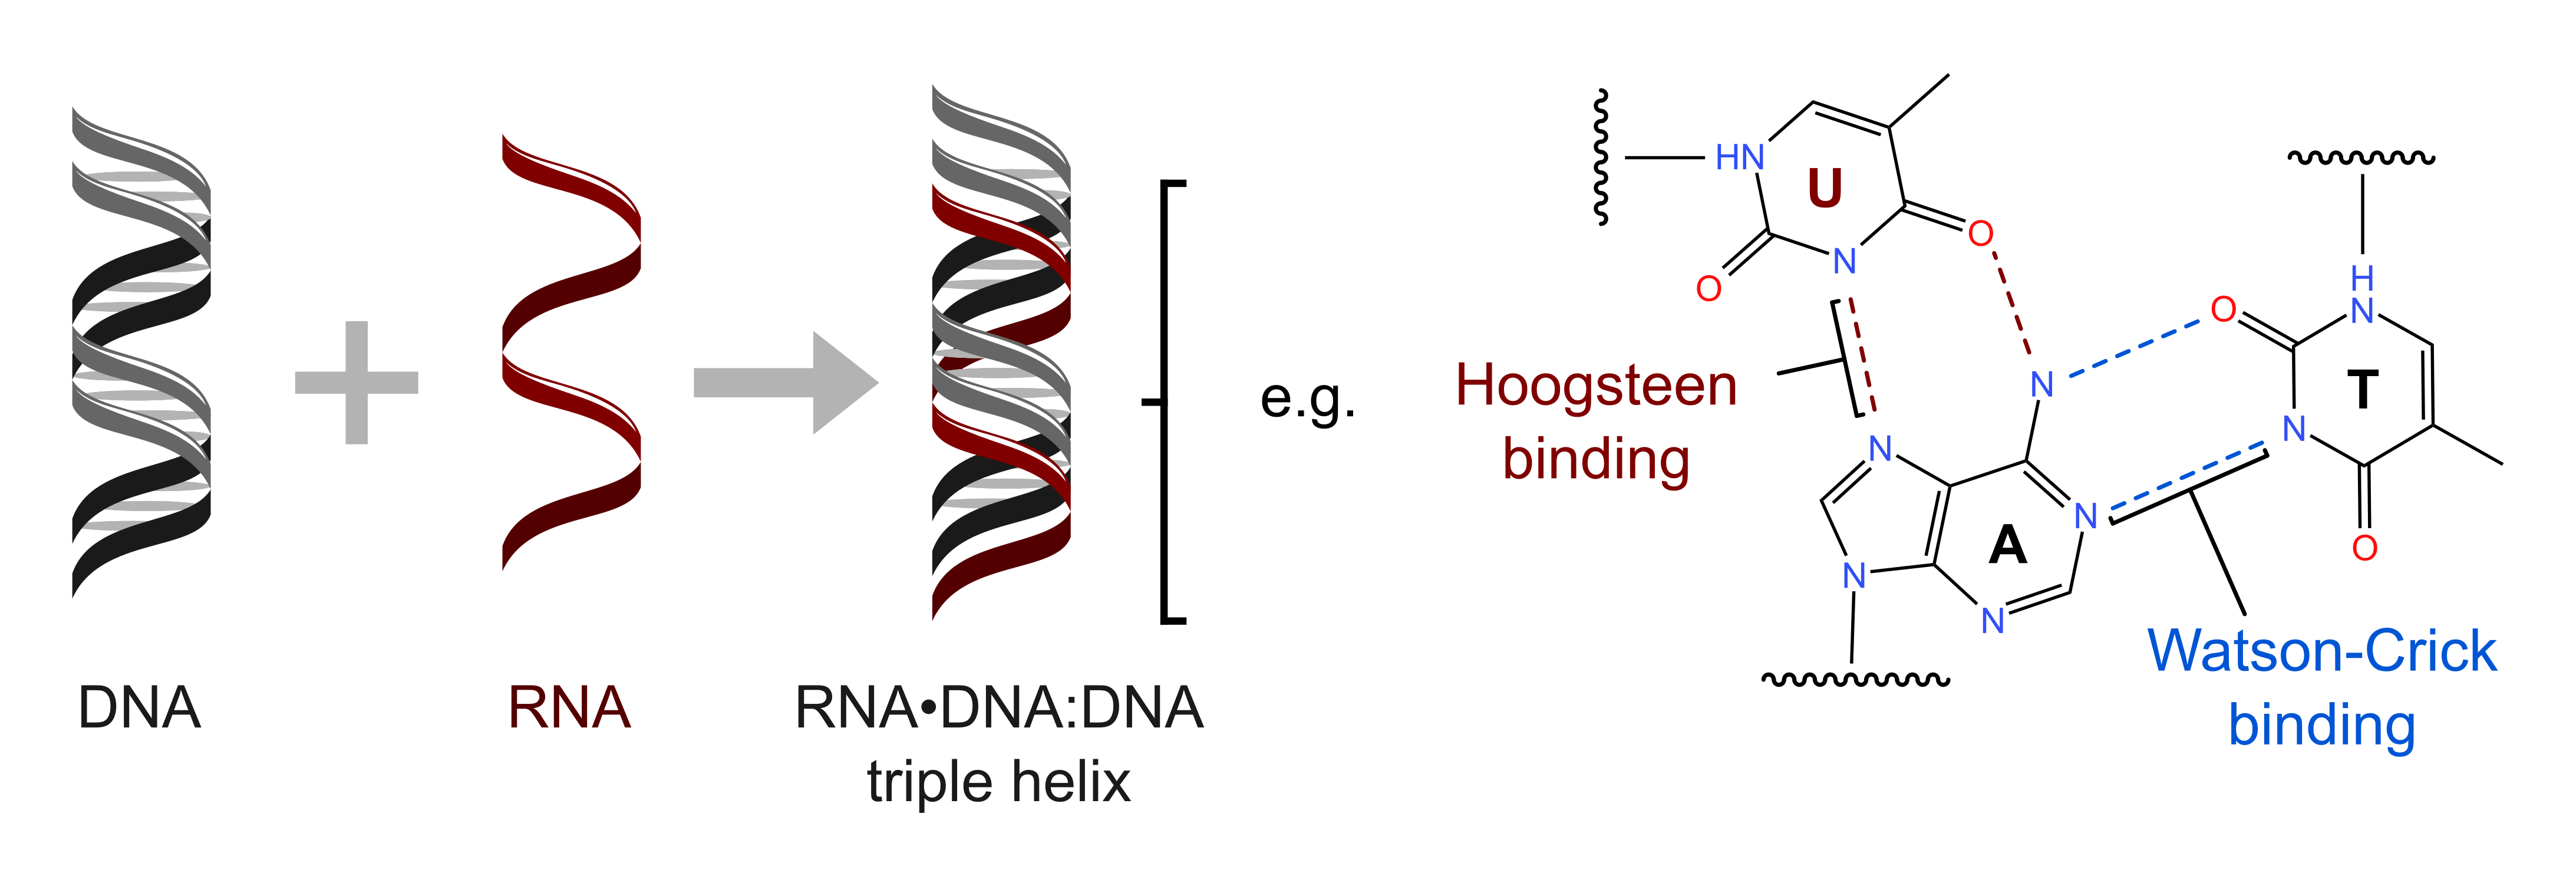 DNA
RNA
RNA•DNA:DNA
triple helix
e.g.
Hoogsteen
binding
HN
U
O
N
O
N
N
N
N
A
N
O
H
N
T
N
O
Watson-Crick
binding